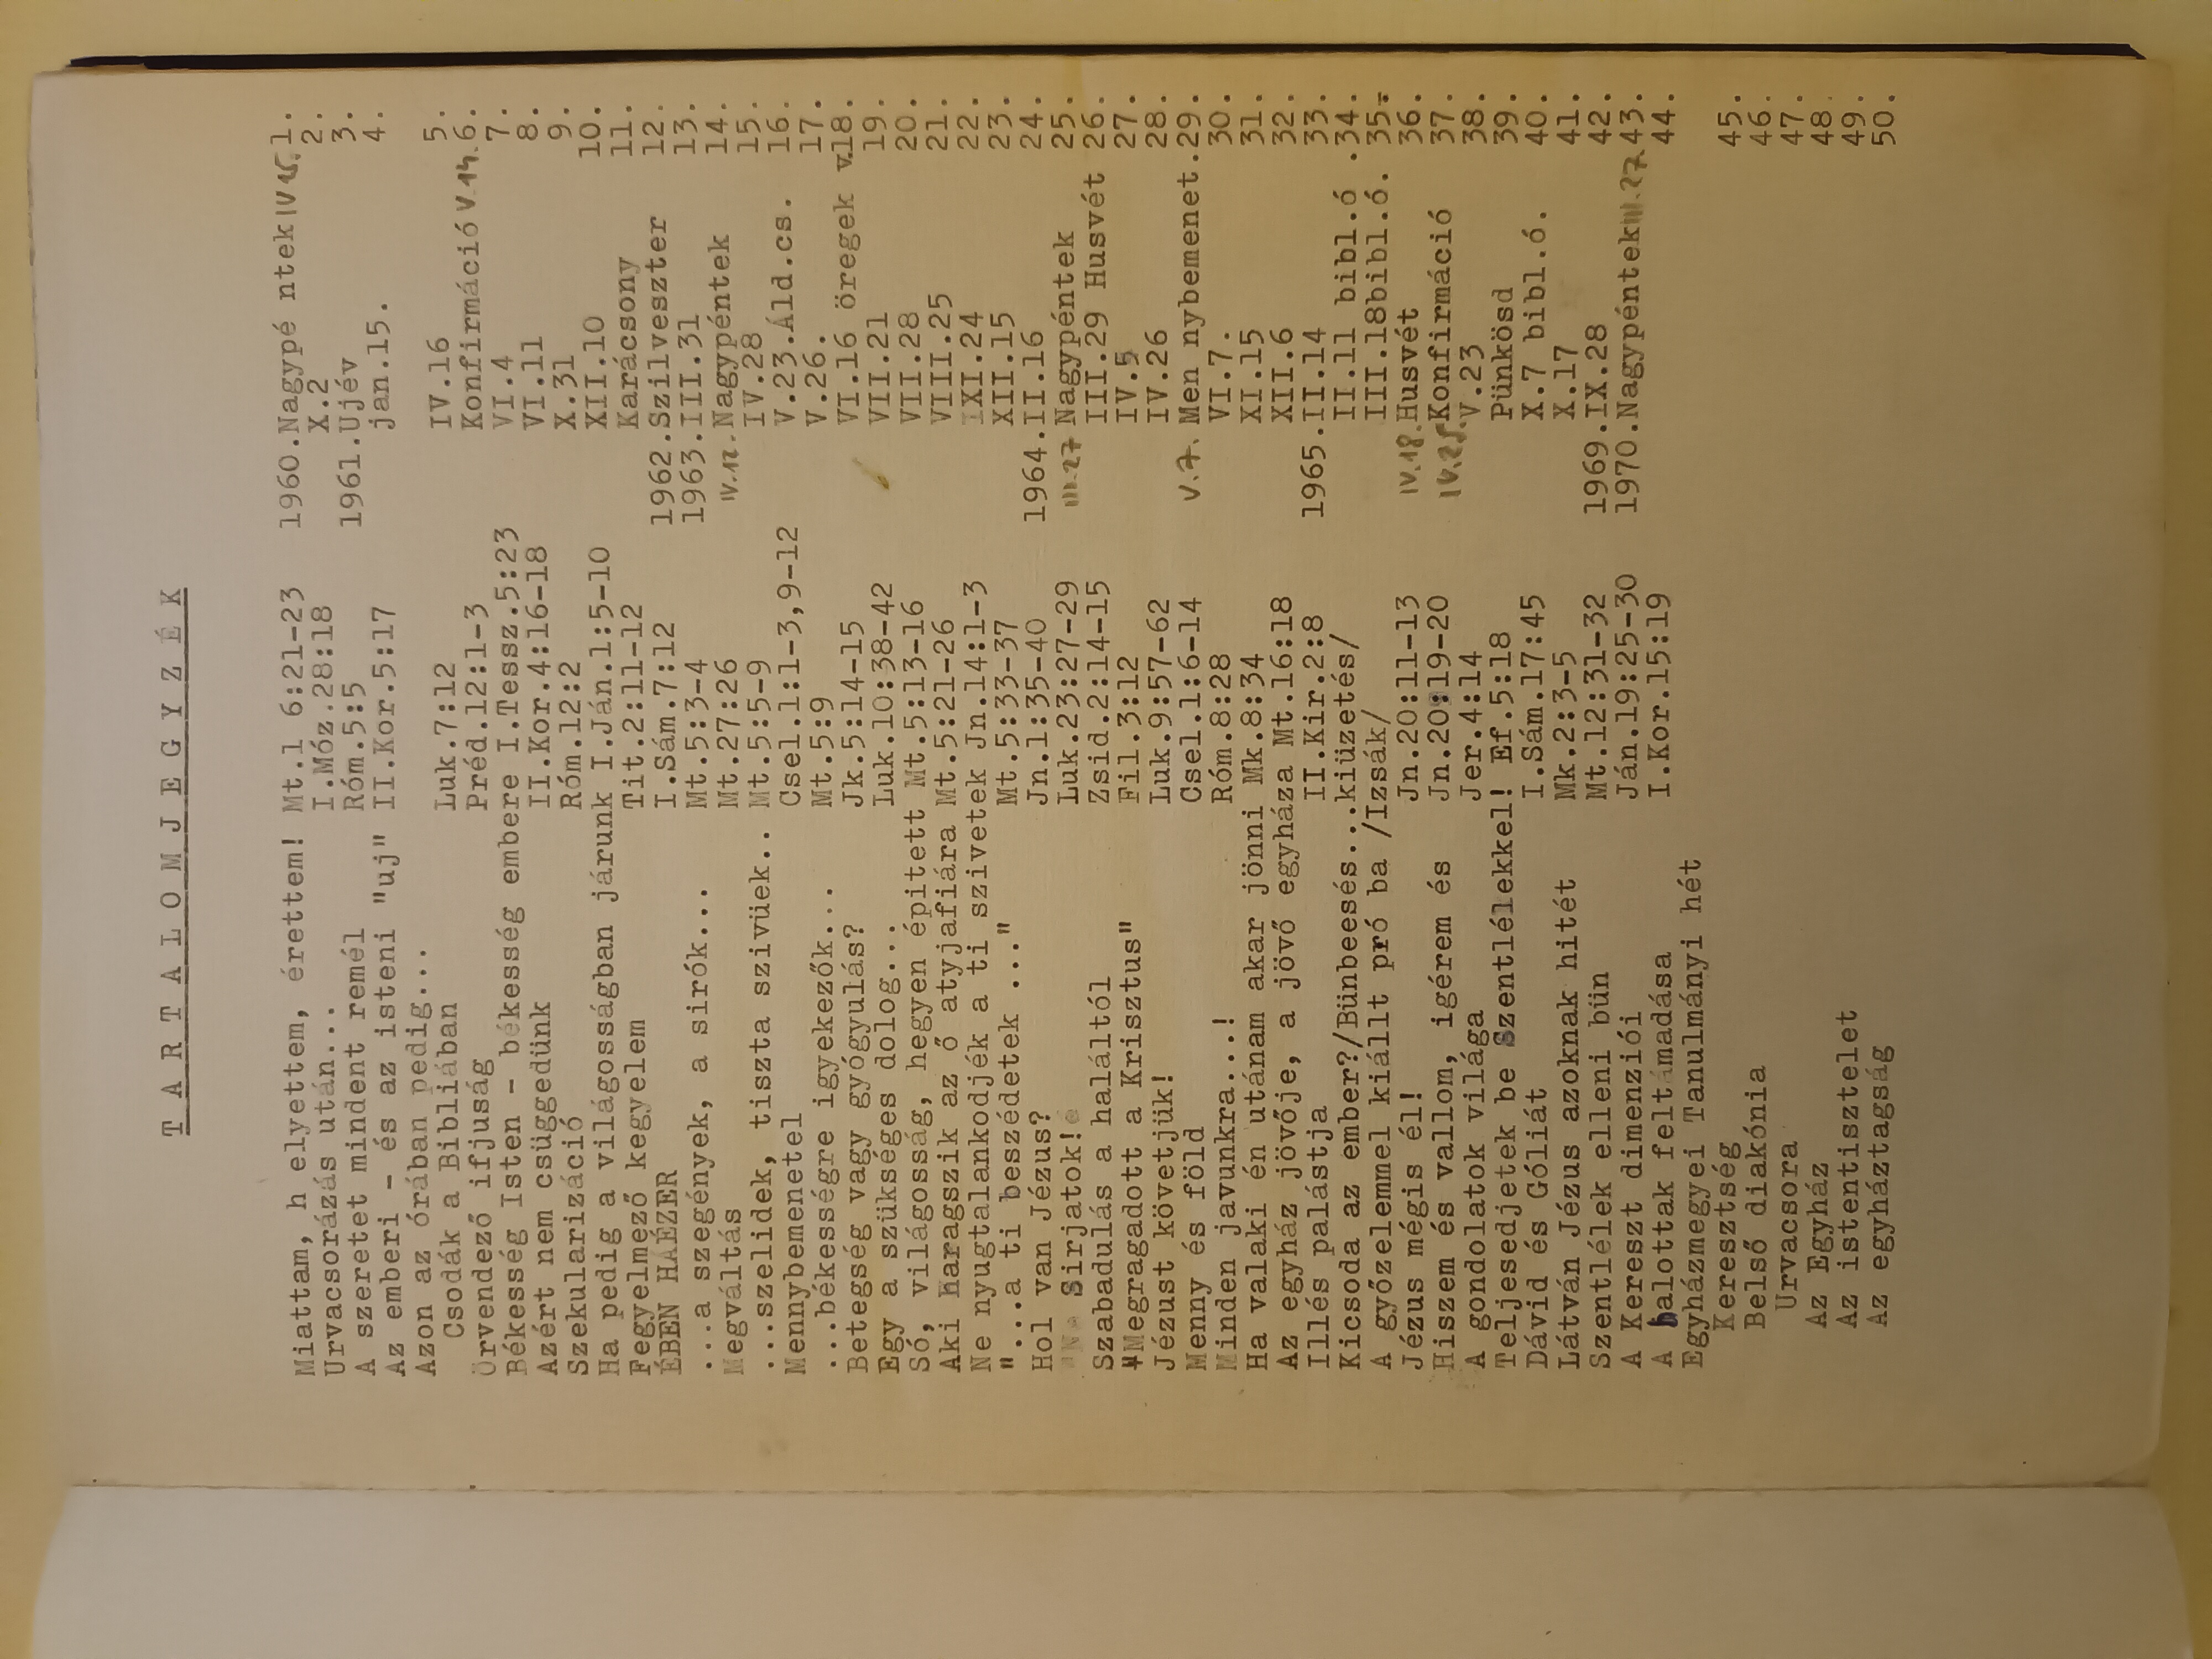 TARTALOMJEGYZÉK
Miattam, h elyettem, érettem! Mt.l 6:21-23 1960.Nagypé ntek IV 15. 1.
Urvacsorázás után... I.Móz.28:18 X.2 2.
A szeretet mindent remél Róm.5:5 1961.Ujév 3.
Az emberi - és az isteni "uj" II.Kor.5:17 jan.15. 4.
Azon az órában pedig...
Csodák a Bibliában Luk.7:12 IV.16 5.
Örvendező ifjuság Préd.12:1-3 Konfirmáció V.14. 6.
Békesség Isten - békesség embere I.Tessz.5:23 VI.4 7.
Azért nem csüggedünk II.Kor.4:16-18 VI.11 8.
Szekularizáció Róm.12:2 X.31 9.
Ha pedig a világosságban járunk I.Ján.1:5-10 XII.10 10.
Fegyelmező kegyelem Tit.2:11-12 Karácsony 11.
ÉBEN HAÉZER I.Sám.7:12 1962.Szilveszter 12.
...a szegények, a sirók... Mt.5:3-4 1963.III.31 13.
Megváltás Mt.27:26 IV.12. Nagypéntek 14.
...szelidek, tiszta szivüek.. Mt.5:5-9 IV.28 15.
Mennybemenetel Csel.1:1-3,9-12 V.23.Áld.cs. 16.
...békességre igyekezők... Mt.5:9 V.26. 17.
Betegség vagy gyógyulás? Jk.5:14-15 VI.16 öregek v.18.
Egy a szükséges dolog... Luk.10:38-42 VII.21 19.
Só, világosság, hegyen épitett Mt.5:13-16 VII.28 20.
Aki haragszik az ő atyjafiára Mt.5:21-26 VIII.25 21.
Ne nyugtalankodjék a ti szivetek Jn.14:1-3 XI.24 22.
"...a ti beszédetek ..." Mt.5:33-37 XII.15 23.
Hol van Jézus? Jn.1:35-40 1964.II.16 24.
Ne Sirjatok! Luk.23:27-29 III.27 Nagypéntek 25.
Szabadulás a haláltól Zsid.2:14-15 III.29 Husvét 26.
"Megragadott a Krisztus" Fil.3:12 IV.5 27.
Jézust követjük! Luk.9:57-62 IV.26 28.
Menny és föld Csel.1:6-14 V.7. Men nybemenet.29.
Minden javunkra...! Róm.8:28 VI.7. 30.
Ha valaki én utánam akar jönni Mk.8:34 XI.15 31.
Az egyház jövője, a jövő egyháza Mt.16:18 XII.6 32.
Illés palástja II.Kir.2:8 1965.II.14 33.
Kicsoda az ember?/Bünbeesés...kiüzetés/ II.11 bibl.ó .34.
A győzelemmel kiállt pró ba /Izsák/ III.18bibl.ó. 35.
Jézus mégis él! Jn.20:11-13 IV.18. Husvét 36.
Hiszem és vallom, igérem és Jn.20:19-20 IV.25. Konfirmáció 37.
A gondolatok világa Jer.4:14 V.23 38.
Teljesedjetek be Szentlélekkel! Ef.5:18 Pünkösd 39.
Dávid és Góliát I.Sám.17:45 X.7 bibl.ó. 40.
Látván Jézus azoknak hitét Mk.2:3-5 X.17 41.
Szentlélek elleni bün Mt.12:31-32 1969.IX.28 42.
A Kereszt dimenziói Ján.19:25-30 1970.Nagypéntek III.27 43.
A halottak feltámadása I.Kor.15:19 44.
Egyházmegyei Tanulmányi hét
Keresztség 45.
Belső diakónia 46.
Urvacsora 47.
Az Egyház 48.
Az istentisztelet 49.
Az egyháztagság 50.